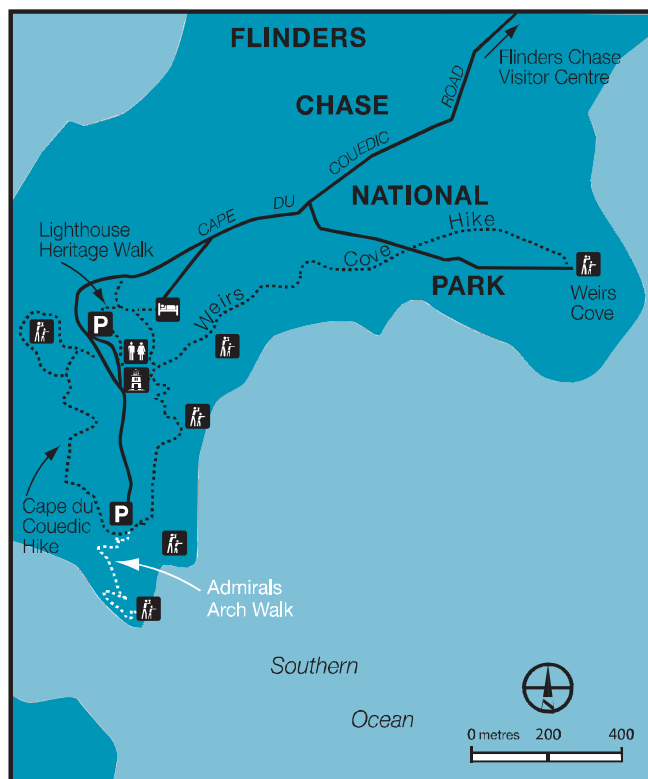 FLINDERS
Flinders Chase
Visitor Centre
CHASE
ROAD
COUEDIC
DU
CAPE
NATIONAL
Hike
Cove
Weirs
PARK
Weirs
Cove
Lighthouse
Heritage Walk
P
P
Cape du
Couedic
Hike
Admirals
Arch Walk
Southern
Ocean
N
0 metres 200 400